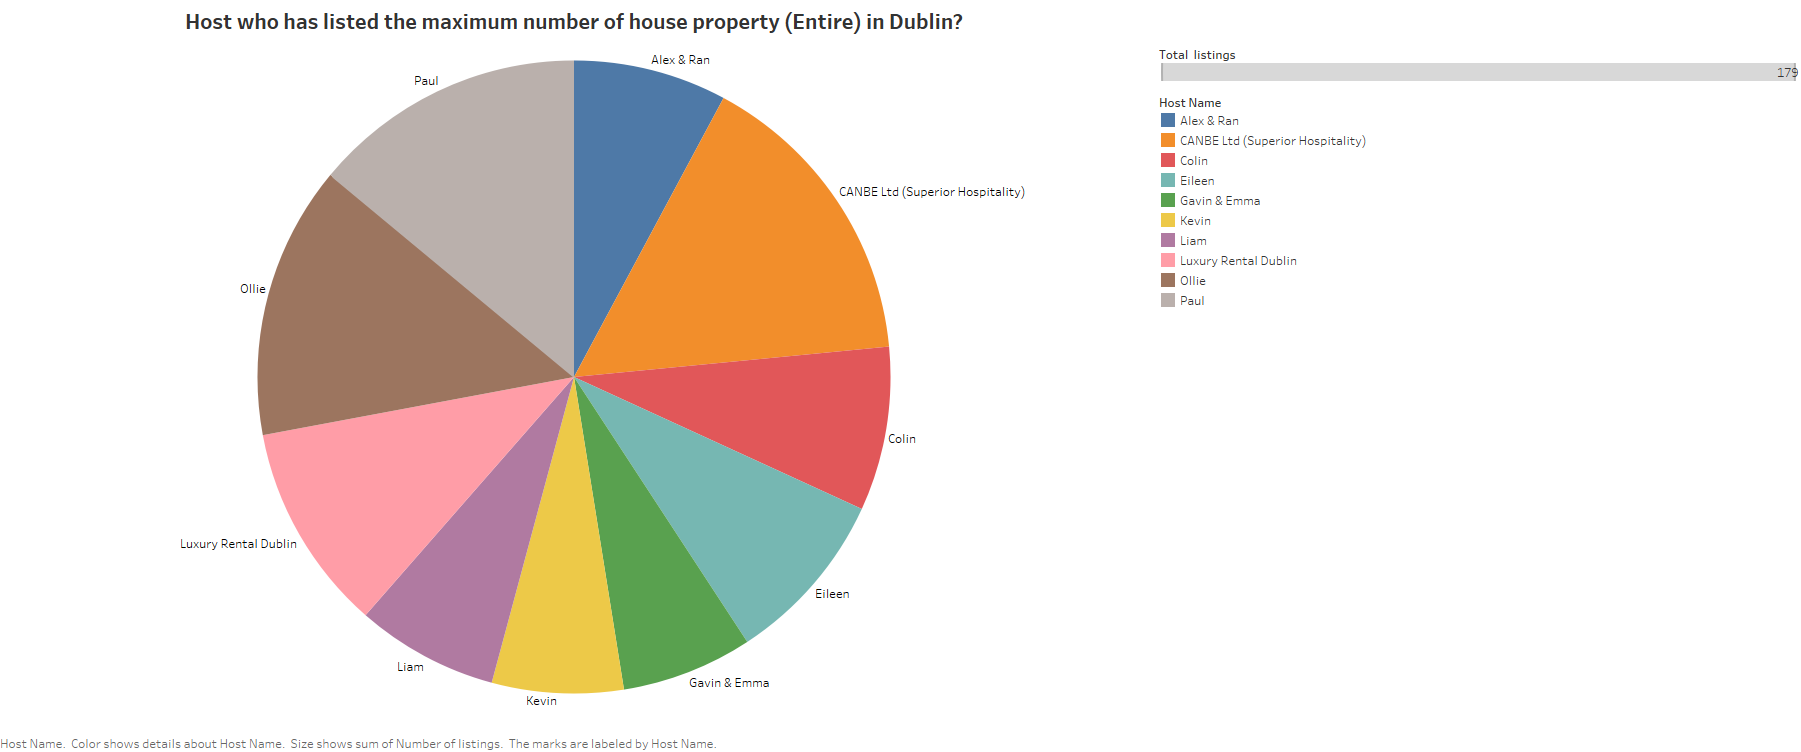 Host who has listed the maximum number of house property (Entire) in Dublin?
Alex & Ran
Paul
CANBE Ltd (Superior Hospitality)
Ollie
Colin
Luxury Rental Dublin
Eileen
Liam
Gavin & Emma
Kevin
Total listings
179
Host Name
Alex & Ran
CANBE Ltd (Superior Hospitality)
Colin
Eileen
Gavin & Emma
Kevin
Liam
Luxury Rental Dublin
Ollie
Paul
Host Name. Color shows details about Host Name. Size shows sum of Number of listings. The marks are labeled by Host Name.